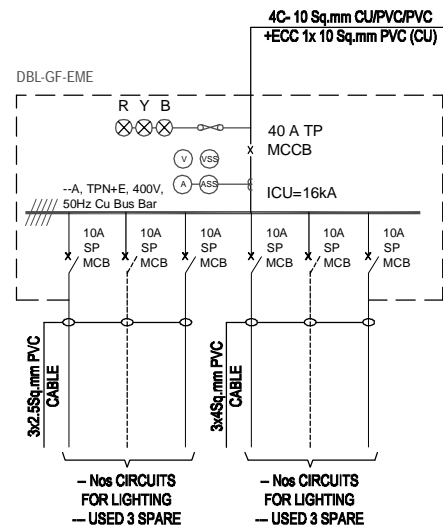 4C- 10 Sq.mm CU/PVC/PVC
+ECC 1x 10 Sq.mm PVC (CU)
DBL-GF-EME
R Y B
40 A TP
MCCB
V VSS
A ASS
ICU=16kA
--A, TPN+E, 400V,
50Hz Cu Bus Bar
10A
SP
MCB
10A
SP
MCB
10A
SP
MCB
10A
SP
MCB
10A
SP
MCB
10A
SP
MCB
3x2.5Sq.mm PVC
CABLE
3x4Sq.mm PVC
CABLE
-- Nos CIRCUITS
FOR LIGHTING
--- USED 3 SPARE
-- Nos CIRCUITS
FOR LIGHTING
--- USED 3 SPARE